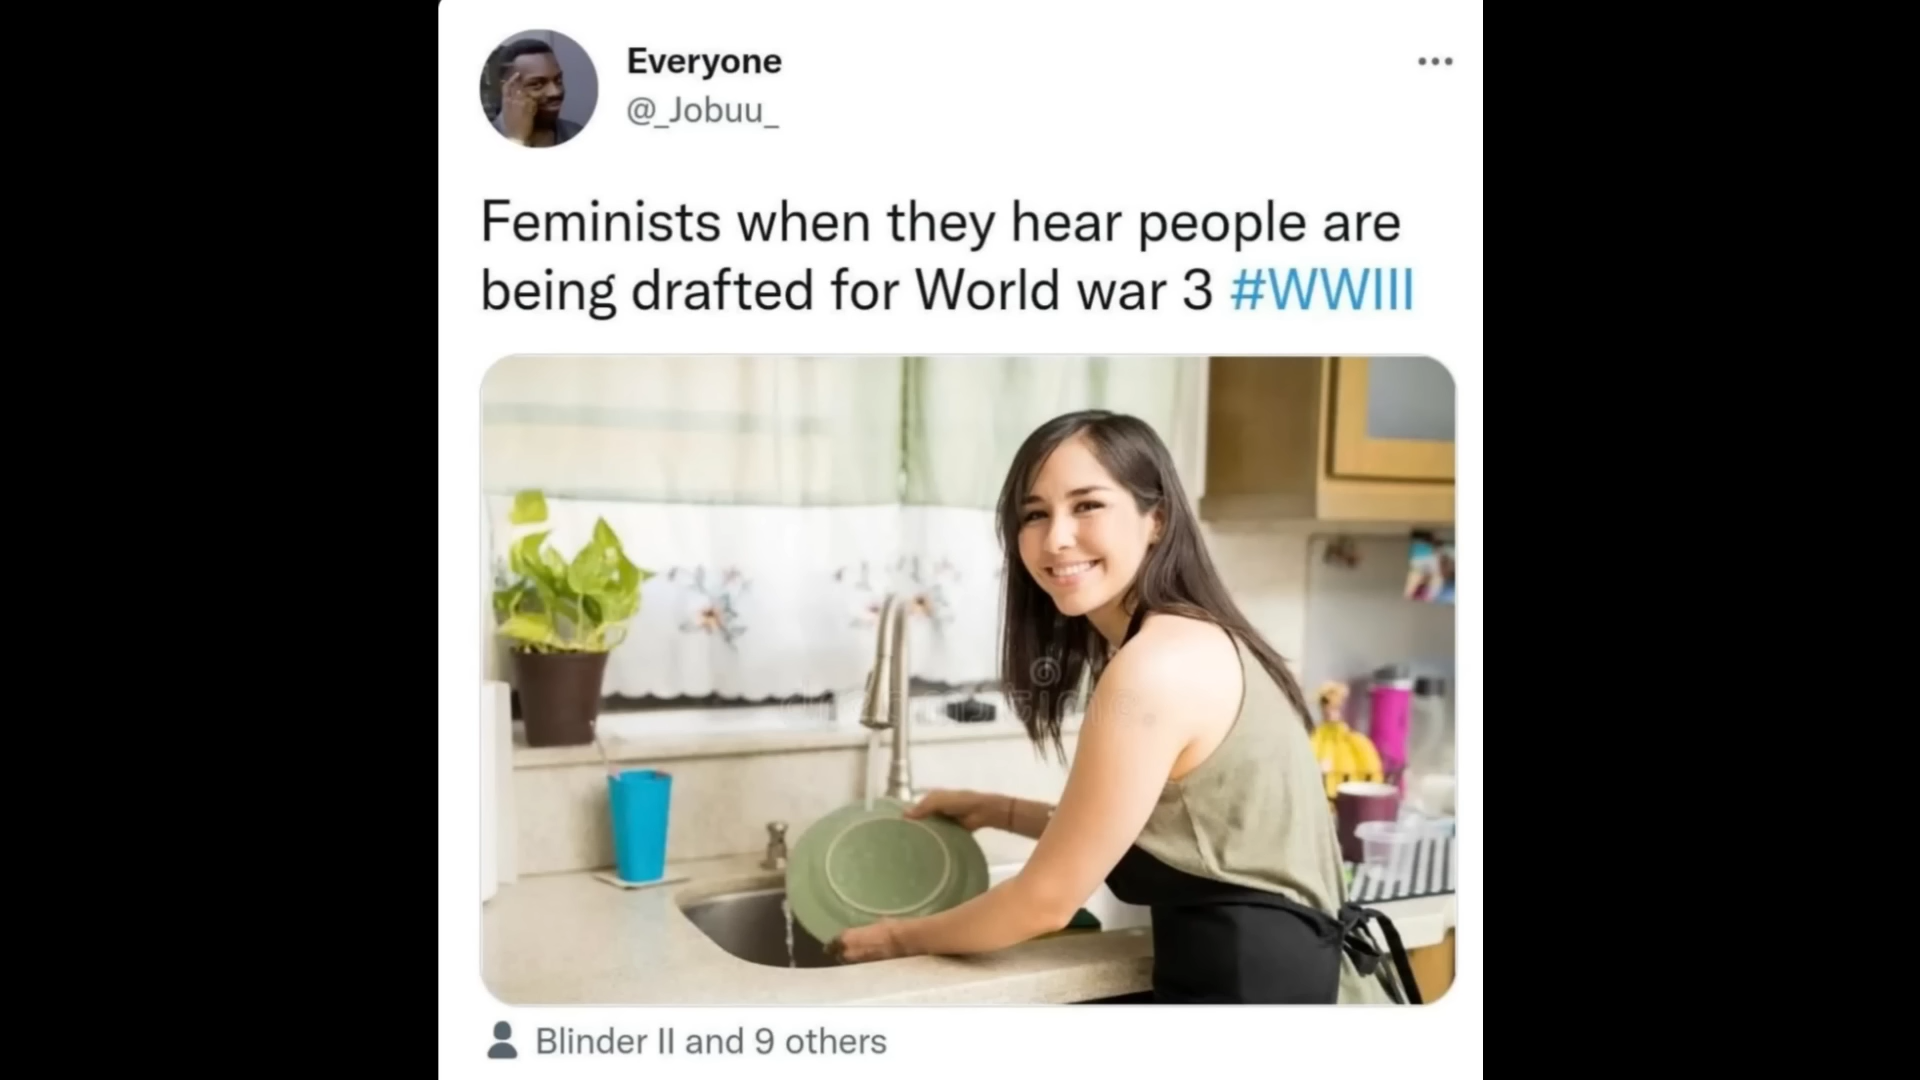 Everyone
@_Jobuu_
Feminists when they hear people are
being drafted for World war 3 #WWIII
dreamstime.
Blinder II and 9 others